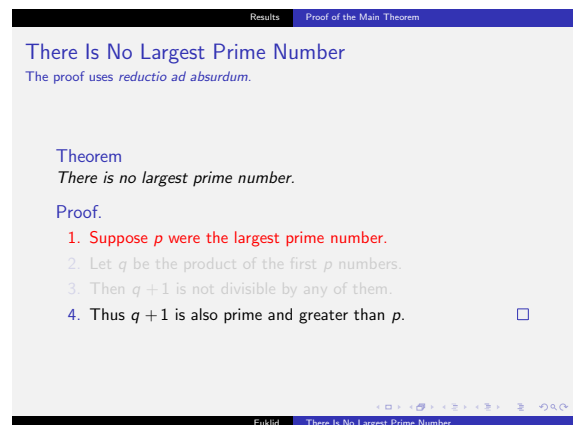 Results Proof of the Main Theorem
There Is No Largest Prime Number
The proof uses reductio ad absurdum.
Theorem
There is no largest prime number.
Proof.
1. Suppose p were the largest prime number.
2. Let q be the product of the first p numbers.
3. Then q + 1 is not divisible by any of them.
4. Thus q + 1 is also prime and greater than p. □
Euklid There Is No Largest Prime Number